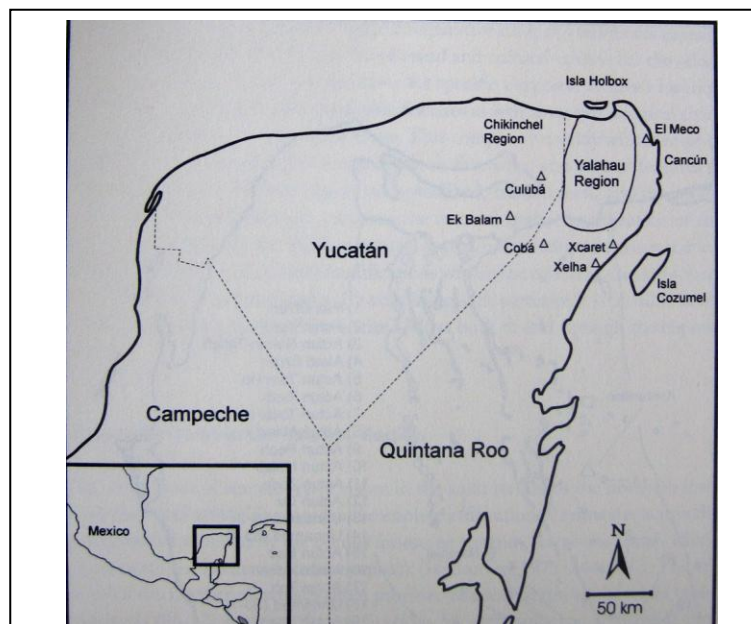 Isla Holbox
Chikinchel
Region
El Meco
Yalahau
Region
Cancún
Culubá
Ek Balam
Yucatán
Cobá
Xcaret
Xelha
Isla
Cozumel
Campeche
Quintana Roo
Mexico
N
50 km